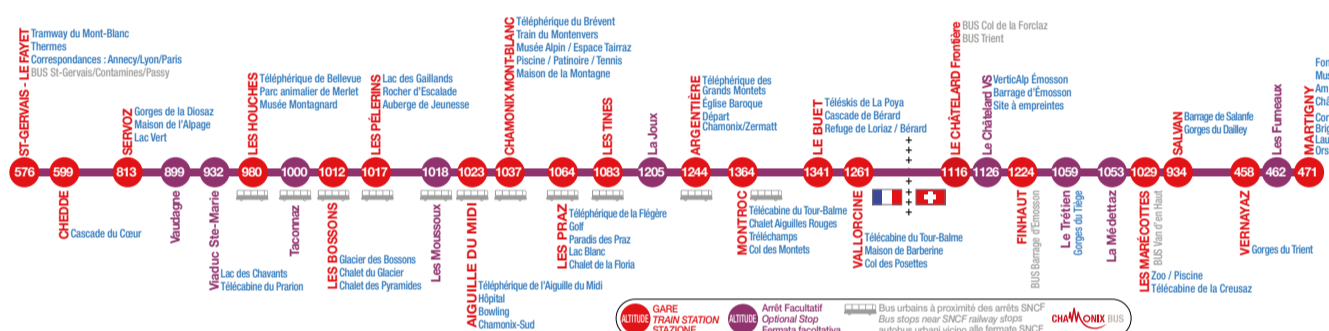 ST-GERVAIS - LE FAYET
Tramway du Mont-Blanc
Thermes
Correspondances : Annecy/Lyon/Paris
BUS St-Gervais/Contamines/Passy
576
599
CHEDDE
Cascade du Cœur
SERVOZ
Gorges de la Diosaz
Maison de l'Alpage
Lac Vert
813
899
Vaudagne
932
Viaduc Ste-Marie
Lac des Chavants
Télécabine du Prarion
LES HOUCHES
Téléphérique de Bellevue
Parc animalier de Merlet
Musée Montagnard
980
1000
Taconnaz
1012
LES BOSSONS
Glacier des Bossons
Chalet du Glacier
Chalet des Pyramides
LES PÉLERINS
Lac des Gaillands
Rocher d'Escalade
Auberge de Jeunesse
1017
1018
Les Moussoux
1023
AIGUILLE DU MIDI
Téléphérique de l'Aiguille du Midi
Hôpital
Bowling
Chamonix-Sud
CHAMONIX MONT-BLANC
Téléphérique du Brévent
Train du Montenvers
Musée Alpin / Espace Tairraz
Piscine / Patinoire / Tennis
Maison de la Montagne
1037
1064
LES PRAZ
Téléphérique de la Flégère
Golf
Paradis des Praz
Lac Blanc
Chalet de la Floria
LES TINES
1083
La Joux
1205
ARGENTIÈRE
Téléphérique des
Grands Montets
Église Baroque
Départ
Chamonix/Zermatt
1244
1364
MONTROC
Télécabine du Tour-Balme
Chalet Aiguilles Rouges
Tréléchamps
Col des Montets
LE BUET
Téléskis de La Poya
Cascade de Bérard
Refuge de Loriaz / Bérard
1341
1261
VALLORCINE
Télécabine du Tour-Balme
Maison de Barberine
Col des Posettes
LE CHÂTELARD Frontière
BUS Col de la Forclaz
BUS Trient
1116
Le Châtelard VS
VerticAlp Émosson
Barrage d'Émosson
Site à empreintes
1126
1224
FINHAUT
BUS Barrage d'Emosson
1059
Le Trétien
Gorges du Tiège
1053
La Médettaz
1029
LES MARÉCOTTES
BUS Van d'en Haut
Zoo / Piscine
Télécabine de la Creusaz
SALVAN
Barrage de Salanfe
Gorges du Dailley
934
458
VERNAYAZ
Gorges du Trient
Les Fumeaux
462
MARTIGNY
471
ALTITUDE
GARE
TRAIN STATION
STAZIONE
ALTITUDE
Arrêt Facultatif
Optional Stop
Fermata facoltativa
Bus urbains à proximité des arrêts SNCF
Bus stops near SNCF railway stops
autobus urbani vicino alle fermate SNCF
CHAMONIX BUS